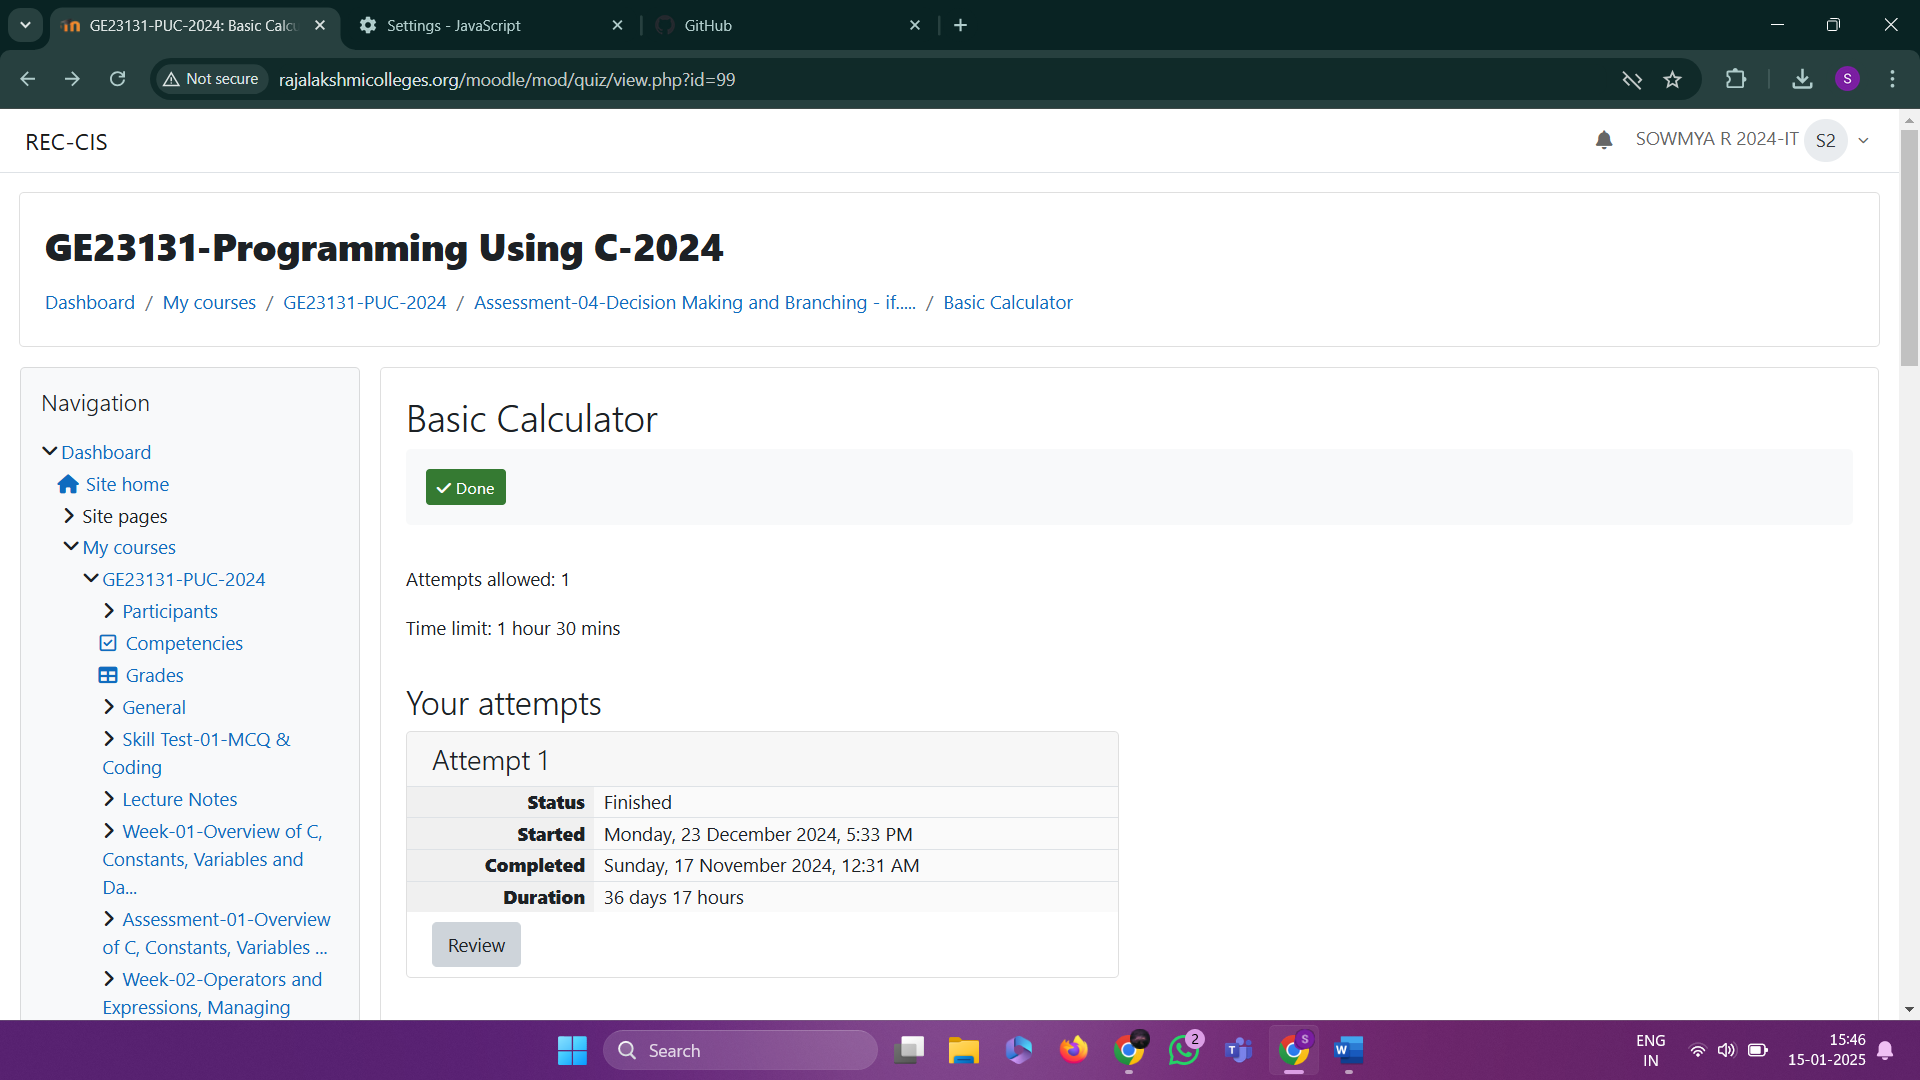 GE23131-PUC-2024: Basic Calcu
Settings - JavaScript
GitHub
Not secure
rajalakshmicolleges.org/moodle/mod/quiz/view.php?id=99
S
REC-CIS
SOWMYA R 2024-IT
S2
GE23131-Programming Using C-2024
Dashboard / My courses / GE23131-PUC-2024 / Assessment-04-Decision Making and Branching - if..... / Basic Calculator
Navigation
Dashboard
Site home
Site pages
My courses
GE23131-PUC-2024
Participants
Competencies
Grades
General
Skill Test-01-MCQ &
Coding
Lecture Notes
Week-01-Overview of C,
Constants, Variables and
Da...
Assessment-01-Overview
of C, Constants, Variables ...
Week-02-Operators and
Expressions, Managing
Basic Calculator
Done
Attempts allowed: 1
Time limit: 1 hour 30 mins
Your attempts
Attempt 1
Status Finished
Started Monday, 23 December 2024, 5:33 PM
Completed Sunday, 17 November 2024, 12:31 AM
Duration 36 days 17 hours
Review
Search
2
T
S
W
ENG
IN
15:46
15-01-2025